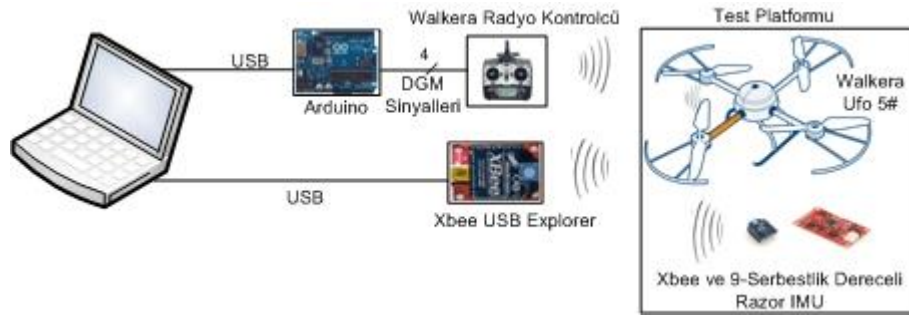 Walkera Radyo Kontrolcü
Test Platformu
USB
4
DGM
Sinyalleri
Arduino
Walkera
Ufo 5#
XBee
USB
Xbee USB Explorer
Xbee ve 9-Serbestlik Dereceli
Razor IMU